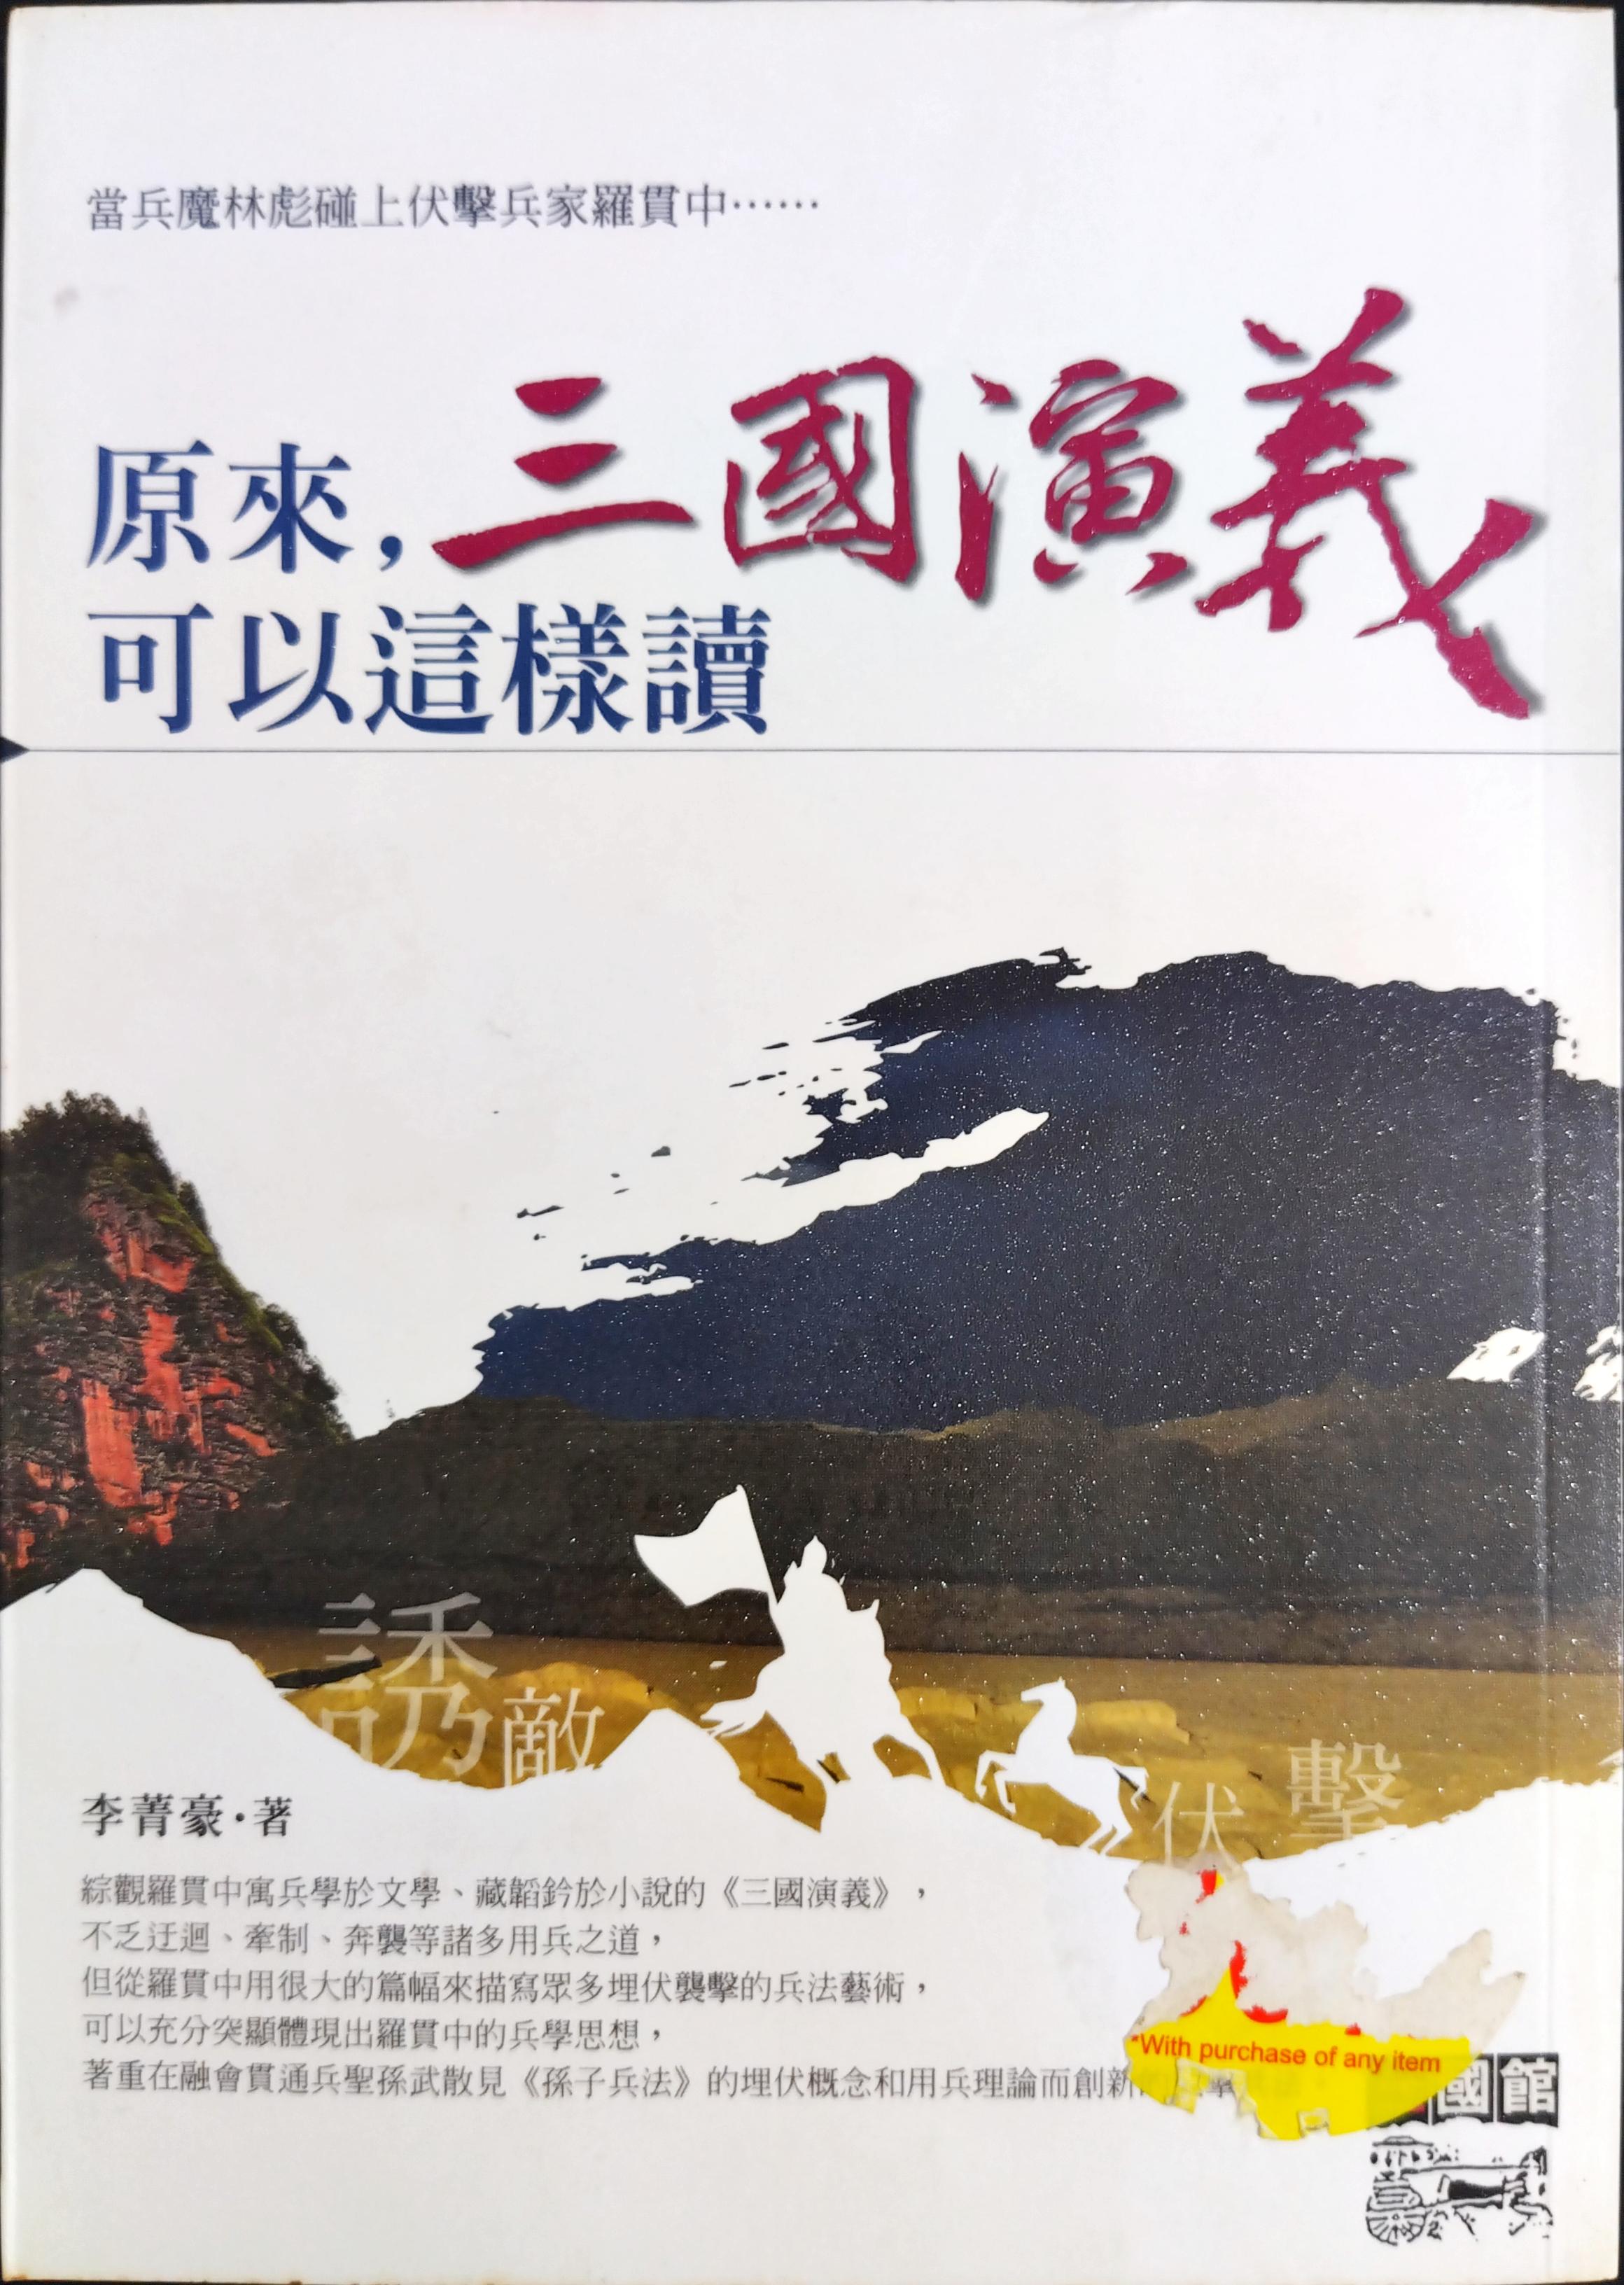 當兵魔林彪碰上伏擊兵家羅貫中……
原來,三國演義
可以這樣讀
誘敵
伏擊
李菁豪·著
綜觀羅貫中寓兵學於文學、藏韜鈐於小說的《三國演義》，
不乏迂迴、牽制、奔襲等諸多用兵之道，
但從羅貫中用很大的篇幅來描寫眾多埋伏襲擊的兵法藝術，
可以充分突顯體現出羅貫中的兵學思想，
著重在融會貫通兵聖孫武散見《孫子兵法》的埋伏概念和用兵理論而創新
*With purchase of any item
國館